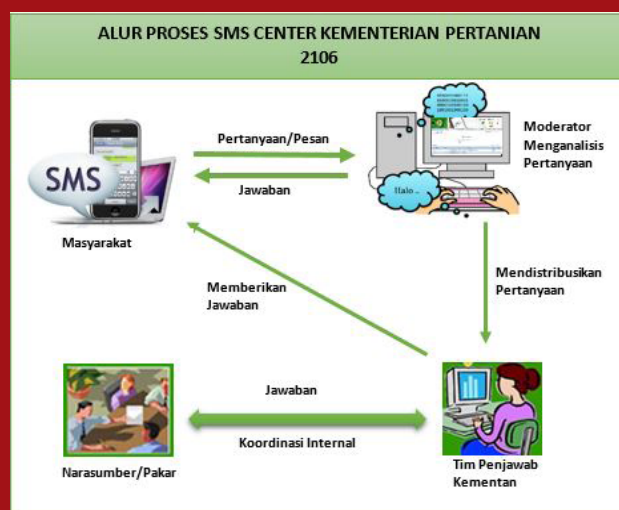 ALUR PROSES SMS CENTER KEMENTERIAN PERTANIAN
2106
Pertanyaan/Pesan
Jawaban
SMS
Masyarakat
Hallo ..
Moderator
Menganalisis
Pertanyaan
Memberikan
Jawaban
Mendistribusikan
Pertanyaan
Jawaban
Koordinasi Internal
Narasumber/Pakar
Tim Penjawab
Kementan